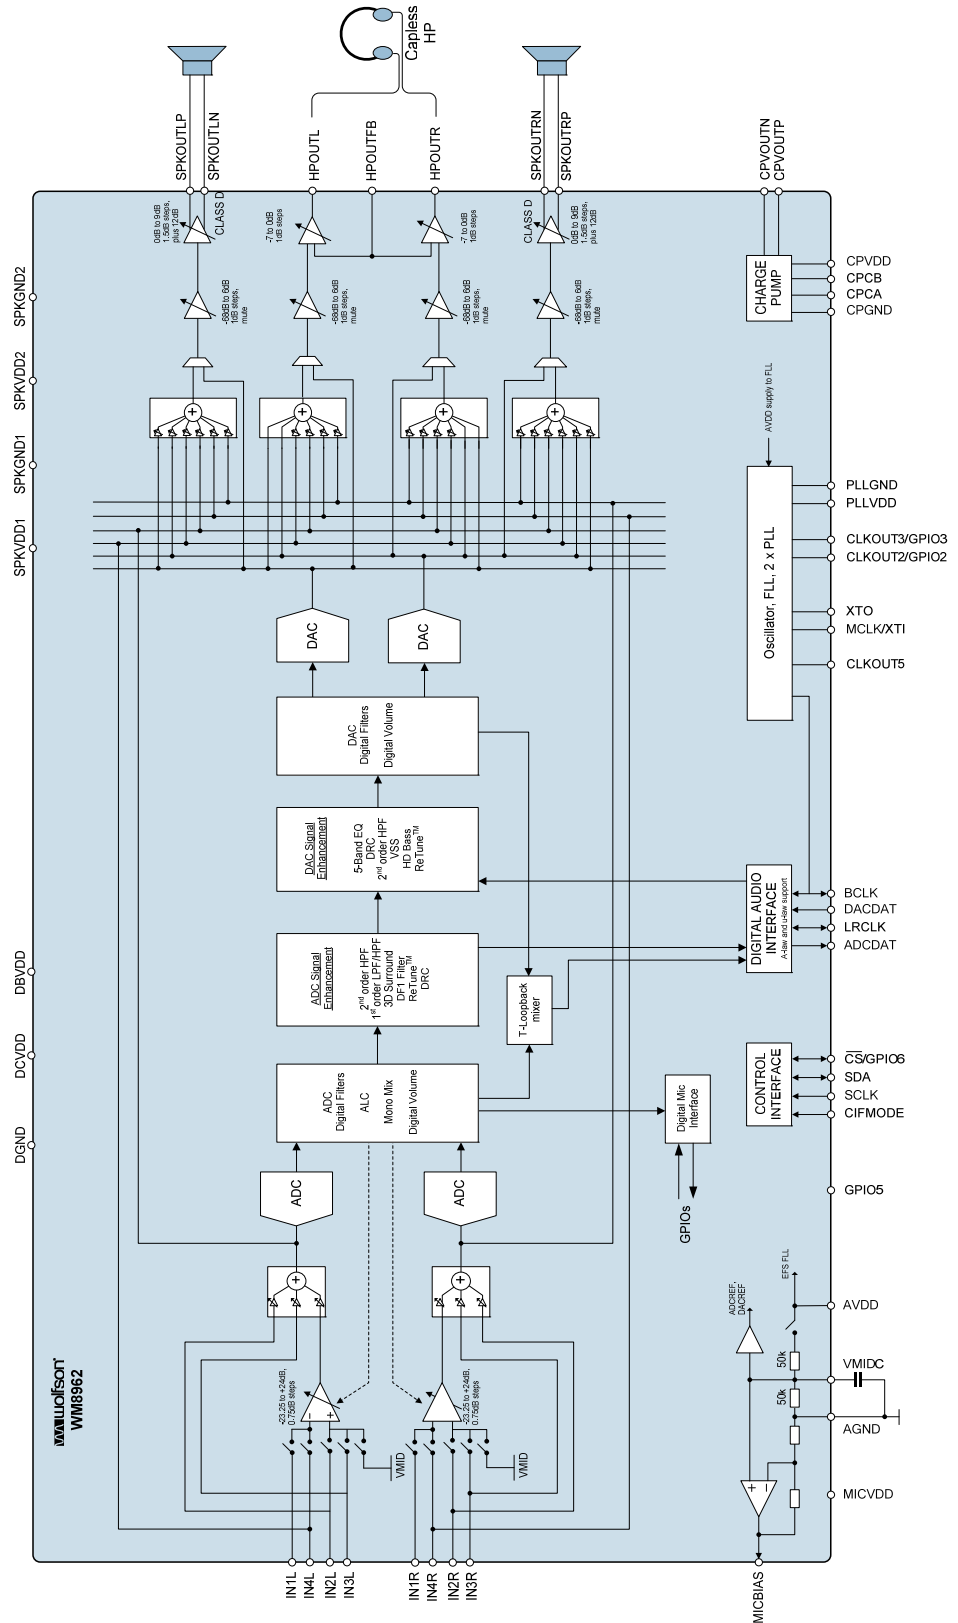 Capless
HP
SPKOUTLP
SPKOUTLN
HPOUTL
HPOUTFB
HPOUTR
SPKOUTRN
SPKOUTRP
CPVOUTN
CPVOUTP
0dB to 9dB
1.5dB steps,
plus 12dB
CLASS D
-7 to 0dB
1dB steps
-7 to 0dB
1dB steps
CLASS D
0dB to 9dB
1.5dB steps,
plus 12dB
-68dB to 6dB
1dB steps,
mute
-68dB to 6dB
1dB steps,
mute
-68dB to 6dB
1dB steps,
mute
-68dB to 6dB
1dB steps,
mute
CHARGE
PUMP
CPVDD
CPCB
CPCA
CPGND
SPKGND2
SPKVDD2
SPKGND1
SPKVDD1
+
+
+
+
AVDD supply to FLL
Oscillator, FLL, 2 x PLL
PLLGND
PLLVDD
CLKOUT3/GPIO3
CLKOUT2/GPIO2
XTO
MCLK/XTI
CLKOUT5
DAC
DAC
DAC
Digital Filters
Digital Volume
DAC Signal
Enhancement
5-Band EQ
DRC
2nd order HPF
VSS
HD Bass
ReTune™
ADC Signal
Enhancement
2nd order HPF
1st order LPF/HPF
3D Surround
DF1 Filter
ReTune™
DRC
T-Loopback
mixer
DIGITAL AUDIO
INTERFACE
A-law and u-law support
BCLK
DACDAT
LRCLK
ADCDAT
DBVDD
DCVDD
DGND
ADC
Digital Filters
ALC
Mono Mix
Digital Volume
Digital Mic
Interface
GPIOs
CONTROL
INTERFACE
CS/GPIO6
SDA
SCLK
CIFMODE
GPIO5
ADC
ADC
+
+
wolfson
WM8962
-23.25 to +24dB,
0.75dB steps
- +
VMID
-23.25 to +24dB,
0.75dB steps
VMID
ADCREF,
DACREF
EFS FLL
50k
50k
AVDD
VMIDC
AGND
MICVDD
+ -
MICBIAS
IN1L
IN4L
IN2L
IN3L
IN1R
IN4R
IN2R
IN3R